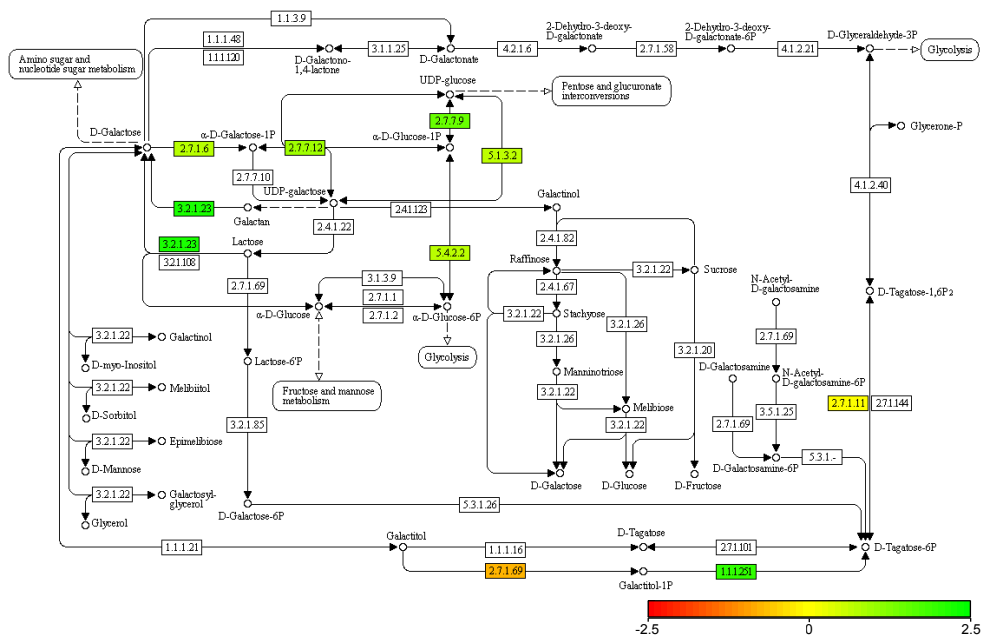 1.1.3.9
1.1.1.48
1.1.1.120
D-Galactono-
1,4-lactone
3.1.1.25
D-Galactonate
4.2.1.6
2-Dehydro-3-deoxy-
D-galactonate
2.7.1.58
2-Dehydro-3-deoxy-
D-galactonate-6P
4.1.2.21
D-Glyceraldehyde-3P
Glycolysis
Amino sugar and
nucleotide sugar metabolism
UDP-glucose
Pentose and glucuronate
interconversions
2.7.7.9
D-Galactose
α-D-Galactose-1P
α-D-Glucose-1P
Glycerone-P
2.7.1.6
2.7.7.12
5.1.3.2
2.7.7.10
4.1.2.40
UDP-galactose
Galactinol
3.2.1.23
Galactan
2.4.1.123
2.4.1.22
2.4.1.82
3.2.1.23
3.2.1.108
Lactose
5.4.2.2
Raffinose
3.2.1.22
Sucrose
2.7.1.69
3.1.3.9
2.7.1.1
2.7.1.2
α-D-Glucose
α-D-Glucose-6P
2.4.1.67
3.2.1.22
Stachyose
3.2.1.26
3.2.1.26
N-Acetyl-
D-galactosamine
D-Tagatose-1,6P2
2.7.1.69
3.2.1.22
Galactinol
D-myo-Inositol
Lactose-6'P
Glycolysis
Manninotriose
3.2.1.20
D-Galactosamine
N-Acetyl-
D-galactosamine-6P
3.2.1.22
Melibiitol
D-Sorbitol
Fructose and mannose
metabolism
3.2.1.22
Melibiose
3.2.1.22
2.7.1.69
3.5.1.25
2.7.1.11
2.7.1.144
3.2.1.85
3.2.1.22
Epimelibiose
D-Mannose
D-Galactose
D-Glucose
D-Fructose
D-Galactosamine-6P
5.3.1.-
3.2.1.22
Galactosyl-
glycerol
Glycerol
D-Galactose-6P
5.3.1.26
1.1.1.21
Galactitol
1.1.1.16
D-Tagatose
2.7.1.101
D-Tagatose-6P
2.7.1.69
Galactitol-1P
1.1.1.251
-2.5
0
2.5